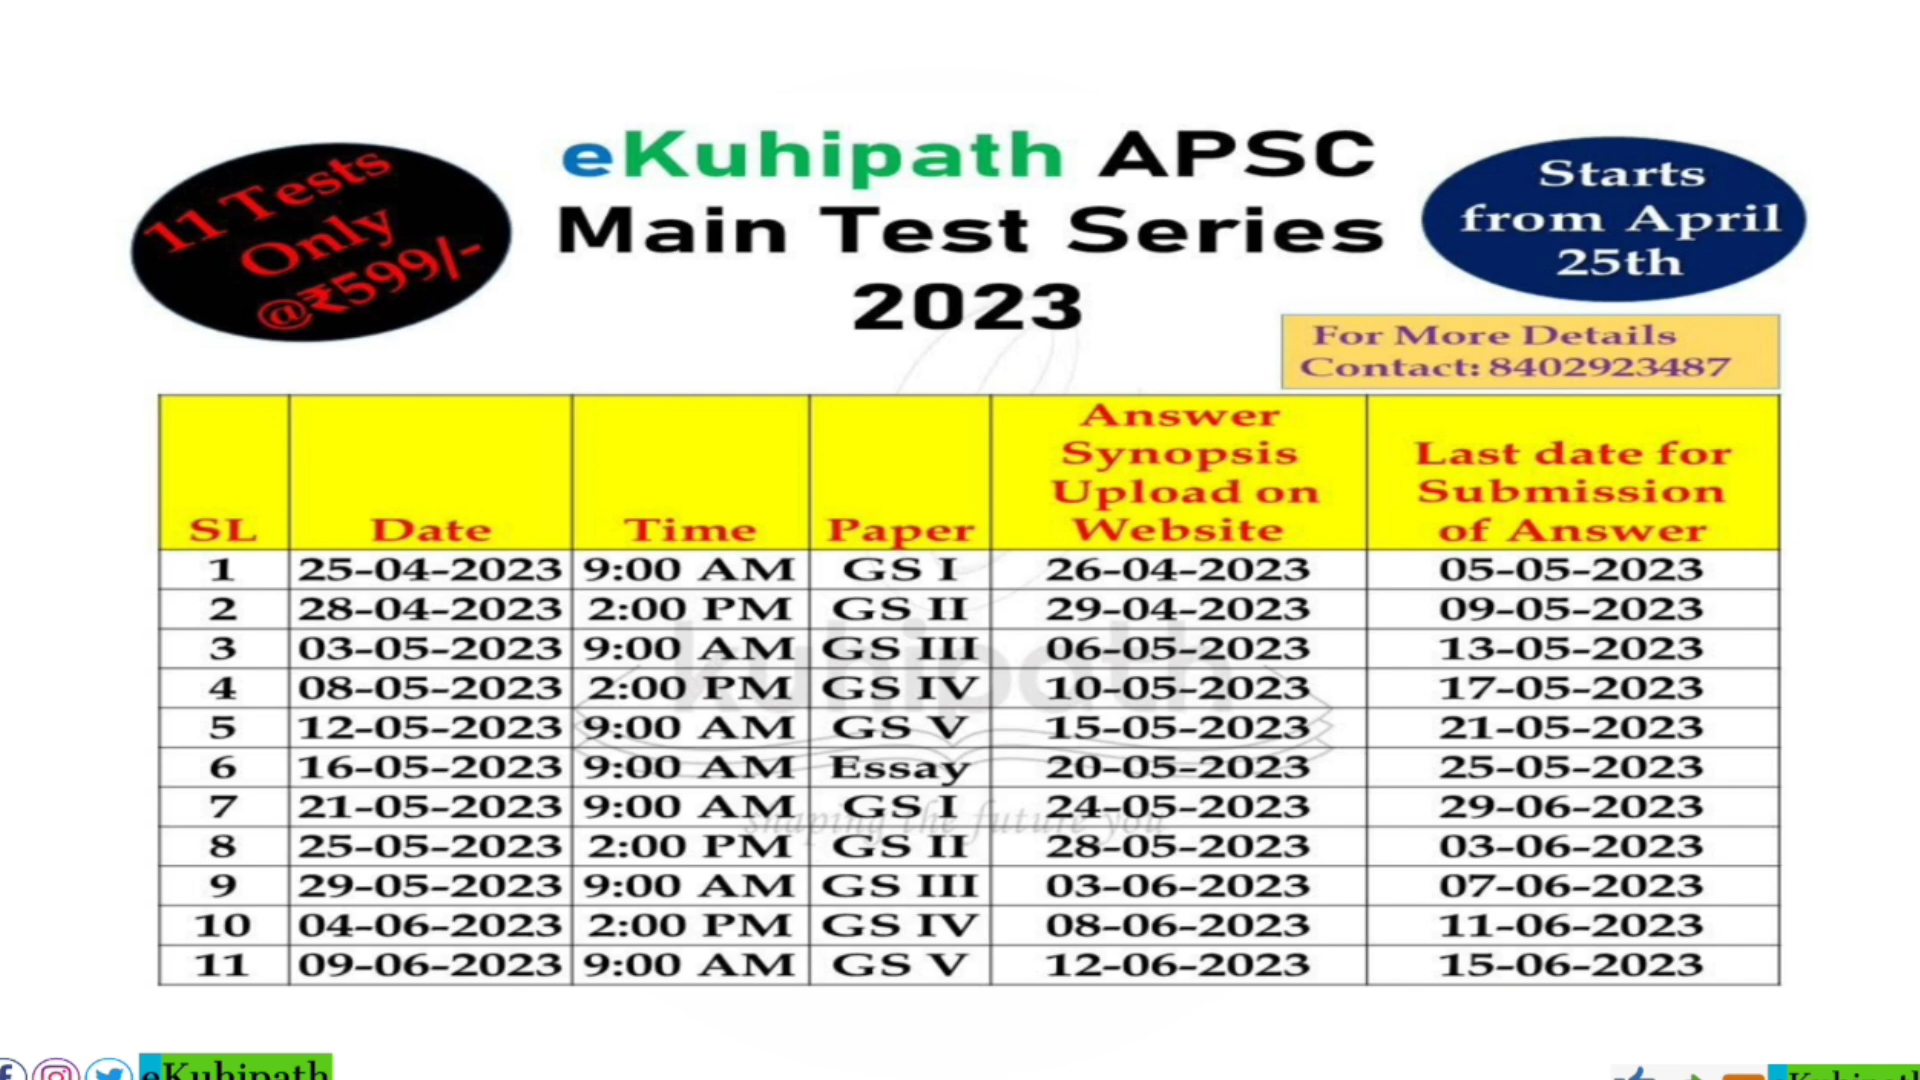 11 Tests
Only
@₹599/-
eKuhipath APSC
Main Test Series
2023
Starts
from April
25th
For More Details
Contact: 8402923487
SL Date Time Paper Answer Synopsis Upload on Website Last date for Submission of Answer
1 25-04-2023 9:00 AM GS I 26-04-2023 05-05-2023
2 28-04-2023 2:00 PM GS II 29-04-2023 09-05-2023
3 03-05-2023 9:00 AM GS III 06-05-2023 13-05-2023
4 08-05-2023 2:00 PM GS IV 10-05-2023 17-05-2023
5 12-05-2023 9:00 AM GS V 15-05-2023 21-05-2023
6 16-05-2023 9:00 AM Essay 20-05-2023 25-05-2023
7 21-05-2023 9:00 AM GS I 24-05-2023 29-06-2023
8 25-05-2023 2:00 PM GS II 28-05-2023 03-06-2023
9 29-05-2023 9:00 AM GS III 03-06-2023 07-06-2023
10 04-06-2023 2:00 PM GS IV 08-06-2023 11-06-2023
11 09-06-2023 9:00 AM GS V 12-06-2023 15-06-2023
kuhipath
shaping the future you
eKuhipath